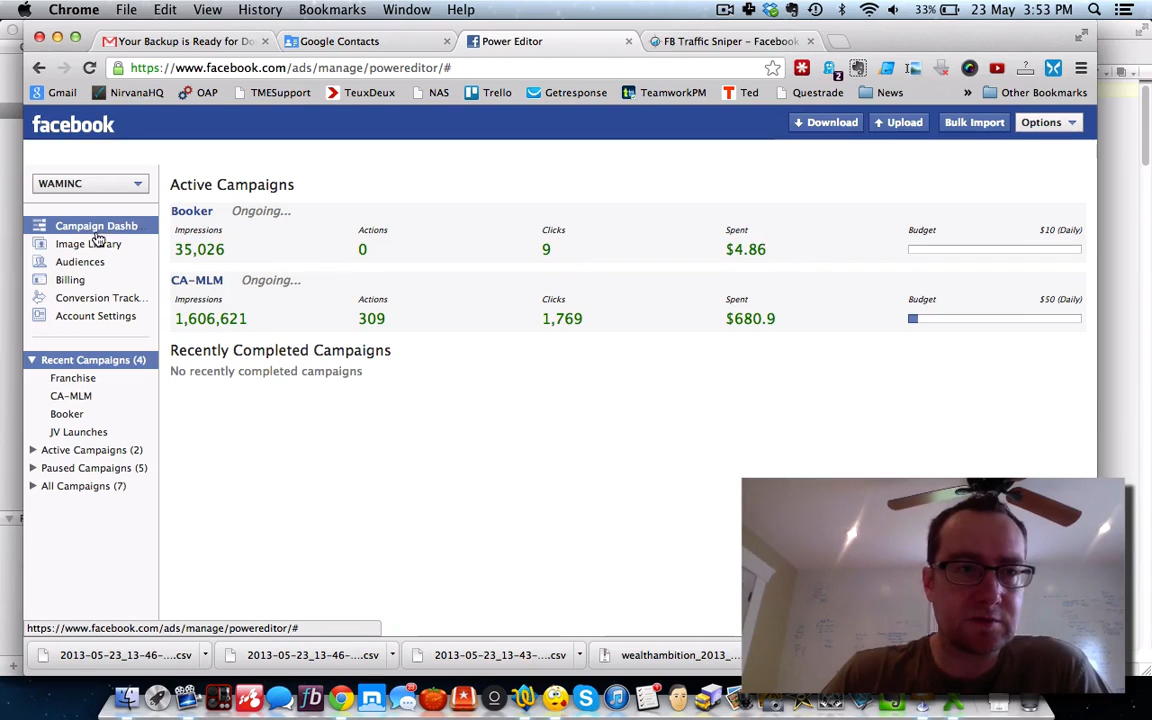 Chrome File Edit View History Bookmarks Window Help 33% 23 May 3:53 PM
Your Backup is Ready for Do Google Contacts Power Editor FB Traffic Sniper – Facebook
https://www.facebook.com/ads/manage/powereditor/#
Gmail NirvanaHQ OAP TMESupport TeuxDeux NAS Trello Getresponse TeamworkPM Ted Questrade News » Other Bookmarks
facebook Download Upload Bulk Import Options
WAMINC
Campaign Dashb...
Image Library
Audiences
Billing
Conversion Track...
Account Settings
Recent Campaigns (4)
Franchise
CA-MLM
Booker
JV Launches
Active Campaigns (2)
Paused Campaigns (5)
All Campaigns (7)
Active Campaigns
Booker Ongoing...
Impressions Actions Clicks Spent Budget $10 (Daily)
35,026 0 9 $4.86
CA-MLM Ongoing...
Impressions Actions Clicks Spent Budget $50 (Daily)
1,606,621 309 1,769 $680.9
Recently Completed Campaigns
No recently completed campaigns
https://www.facebook.com/ads/manage/powereditor/#
2013-05-23_13-46-....csv 2013-05-23_13-46-....csv 2013-05-23_13-43-....csv wealthambition_2013_...